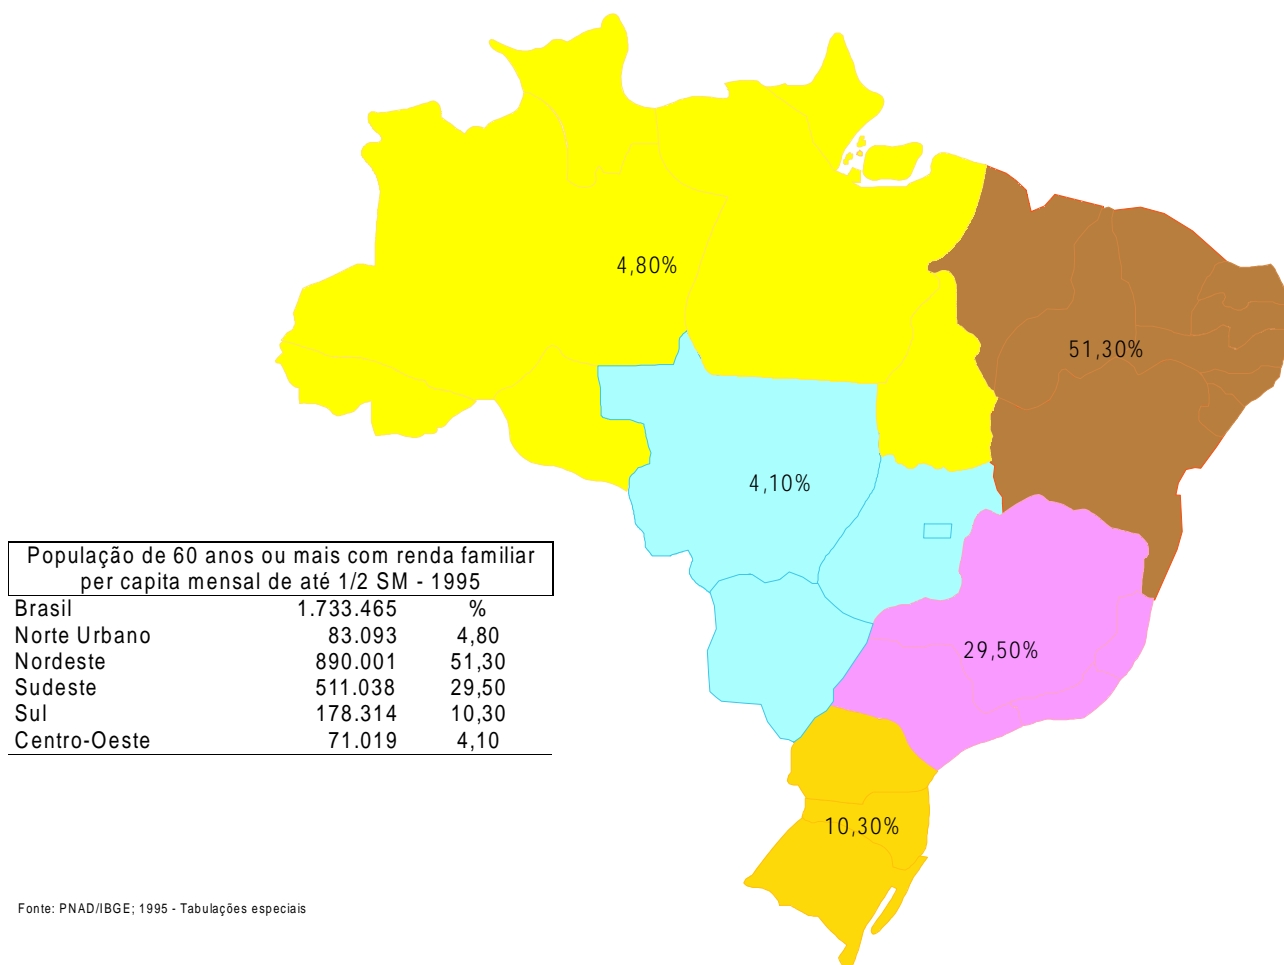 4,80%
51,30%
4,10%
População de 60 anos ou mais com renda familiar
per capita mensal de até 1/2 SM - 1995
Brasil 1.733.465 %
Norte Urbano 83.093 4,80
Nordeste 890.001 51,30
Sudeste 511.038 29,50
Sul 178.314 10,30
Centro-Oeste 71.019 4,10
29,50%
10,30%
Fonte: PNAD/IBGE; 1995 - Tabulações especiais